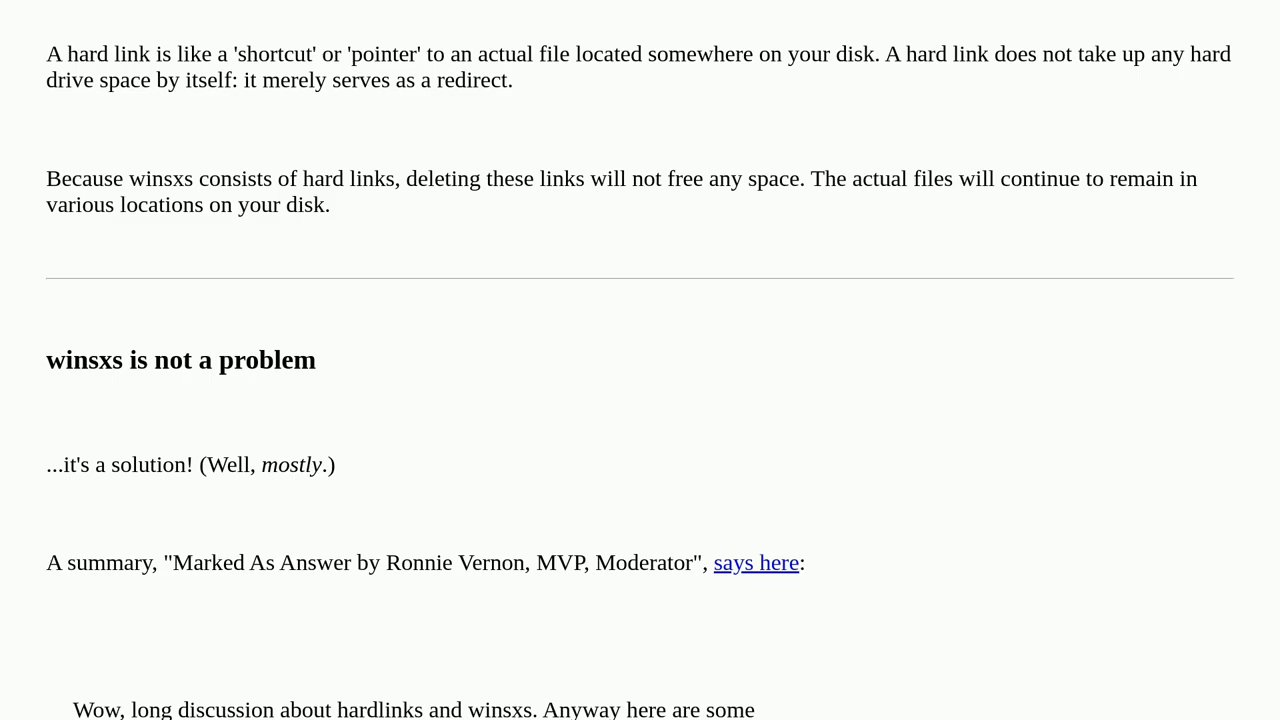 A hard link is like a 'shortcut' or 'pointer' to an actual file located somewhere on your disk. A hard link does not take up any hard
drive space by itself: it merely serves as a redirect.
Because winsxs consists of hard links, deleting these links will not free any space. The actual files will continue to remain in
various locations on your disk.
winsxs is not a problem
...it's a solution! (Well, mostly.)
A summary, "Marked As Answer by Ronnie Vernon, MVP, Moderator", says here:
Wow, long discussion about hardlinks and winsxs. Anyway here are some